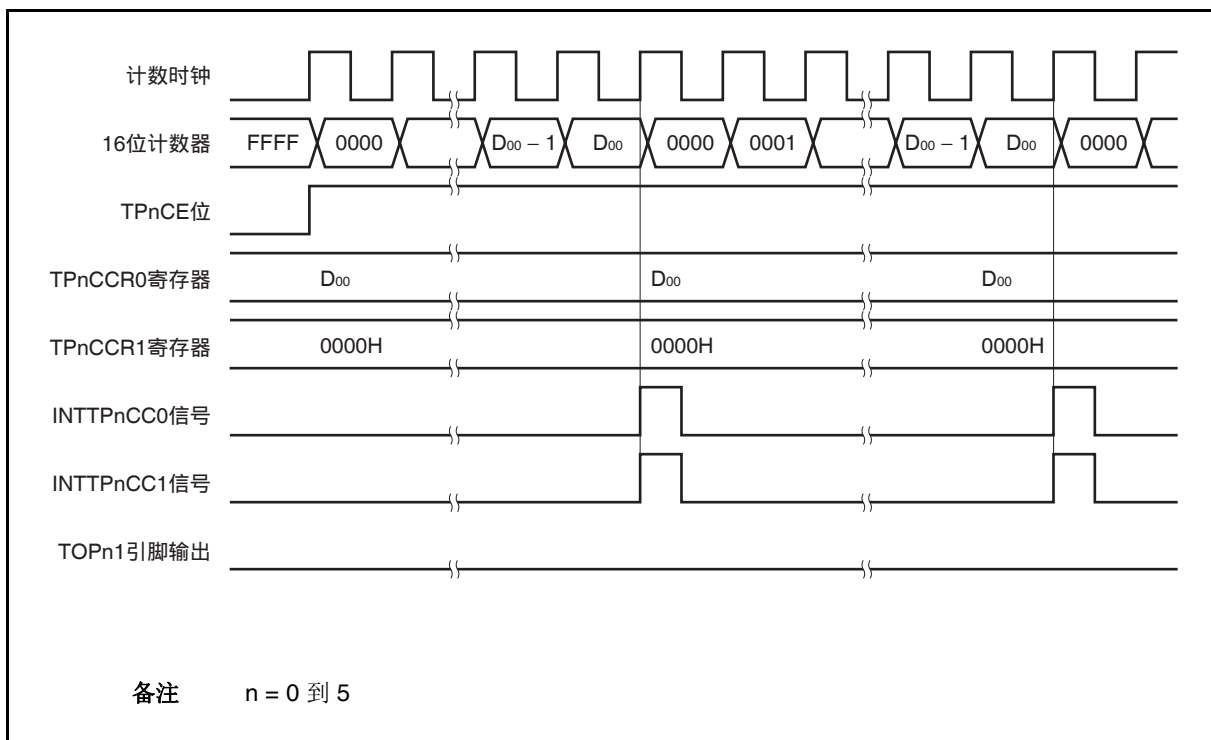 计数时钟
16位计数器 FFFF 0000 D00 − 1 D00 0000 0001 D00 − 1 D00 0000
TPnCE位
TPnCCR0寄存器 D00 D00 D00
TPnCCR1寄存器 0000H 0000H 0000H
INTTPnCC0信号
INTTPnCC1信号
TOPn1引脚输出
备注 n = 0 到 5